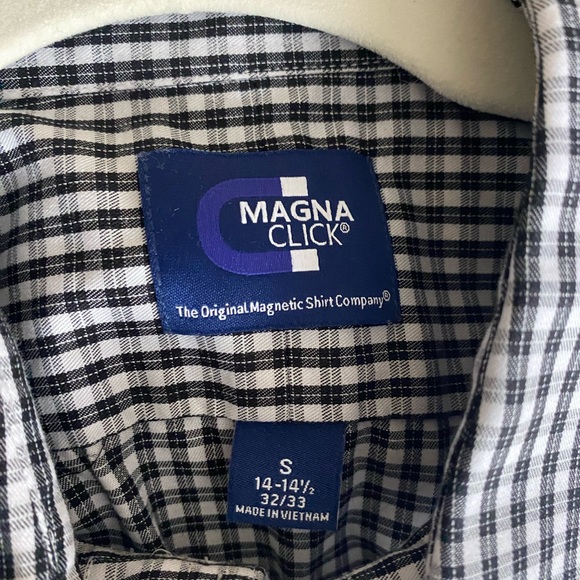 MAGNA
CLICK®
The Original Magnetic Shirt Company®
S
14-14½
32/33
MADE IN VIETNAM